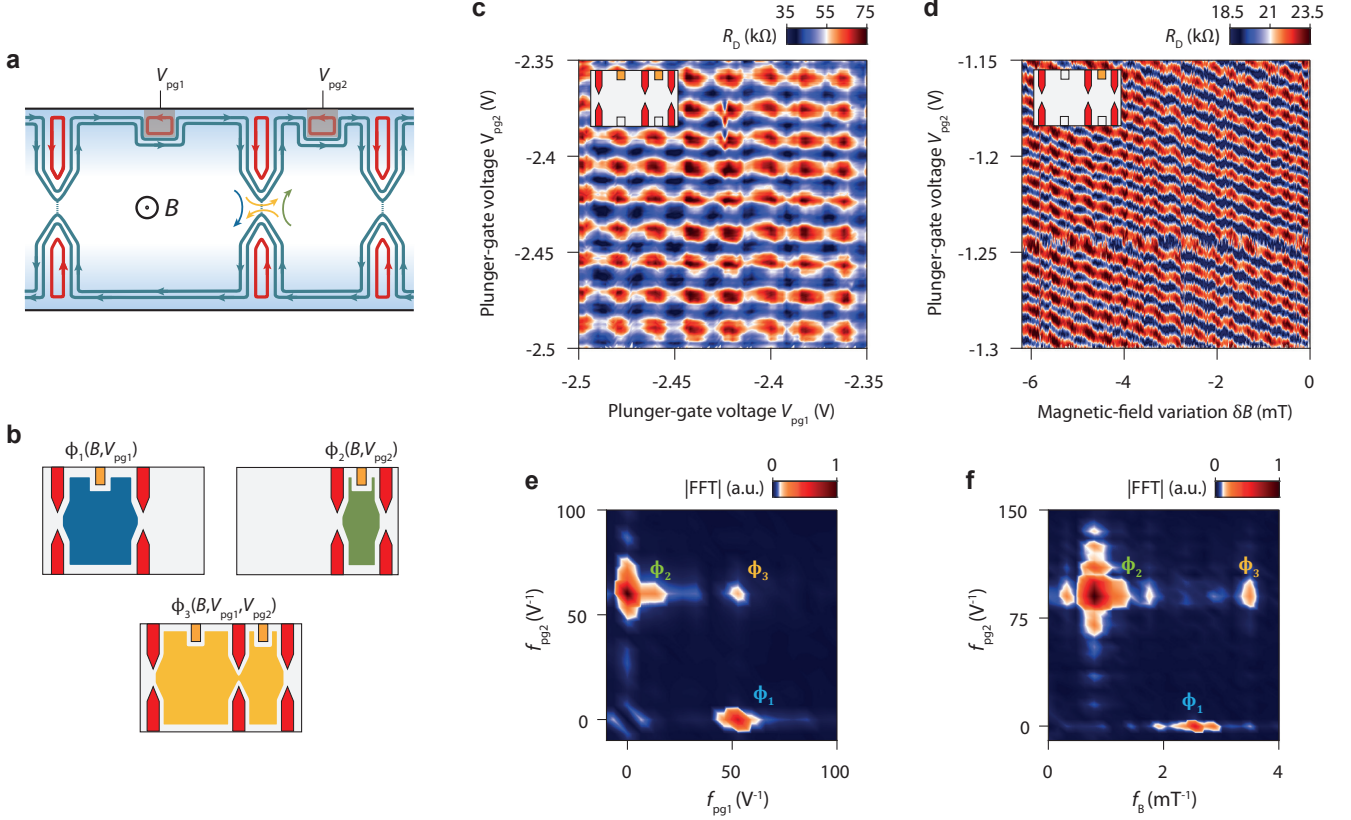 a
V_pg1
V_pg2
B
b
ϕ₁(B,V_pg1)
ϕ₂(B,V_pg2)
ϕ₃(B,V_pg1,V_pg2)
c
R_D (kΩ)
35 55 75
Plunger-gate voltage V_pg2 (V)
-2.35
-2.4
-2.45
-2.5
-2.5 -2.45 -2.4 -2.35
Plunger-gate voltage V_pg1 (V)
d
R_D (kΩ)
18.5 21 23.5
Plunger-gate voltage V_pg2 (V)
-1.15
-1.2
-1.25
-1.3
-6 -4 -2 0
Magnetic-field variation δB (mT)
e
|FFT| (a.u.)
0 1
f_pg2 (V⁻¹)
100
50
0
ϕ₂
ϕ₃
ϕ₁
0 50 100
f_pg1 (V⁻¹)
f
|FFT| (a.u.)
0 1
f_pg2 (V⁻¹)
150
75
0
ϕ₂
ϕ₃
ϕ₁
0 2 4
f_B (mT⁻¹)